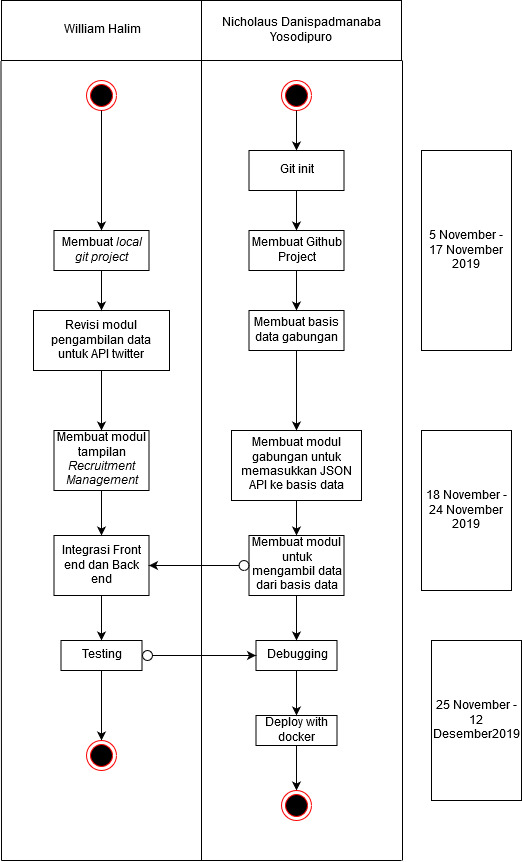 William Halim
Nicholaus Danispadmanaba
Yosodipuro
Git init
Membuat local
git project
Membuat Github
Project
5 November -
17 November
2019
Revisi modul
pengambilan data
untuk API twitter
Membuat basis
data gabungan
Membuat modul
tampilan
Recruitment
Management
Membuat modul
gabungan untuk
memasukkan JSON
API ke basis data
18 November -
24 November
2019
Integrasi Front
end dan Back
end
Membuat modul
untuk
mengambil data
dari basis data
Testing
Debugging
Deploy with
docker
25 November -
12
Desember2019